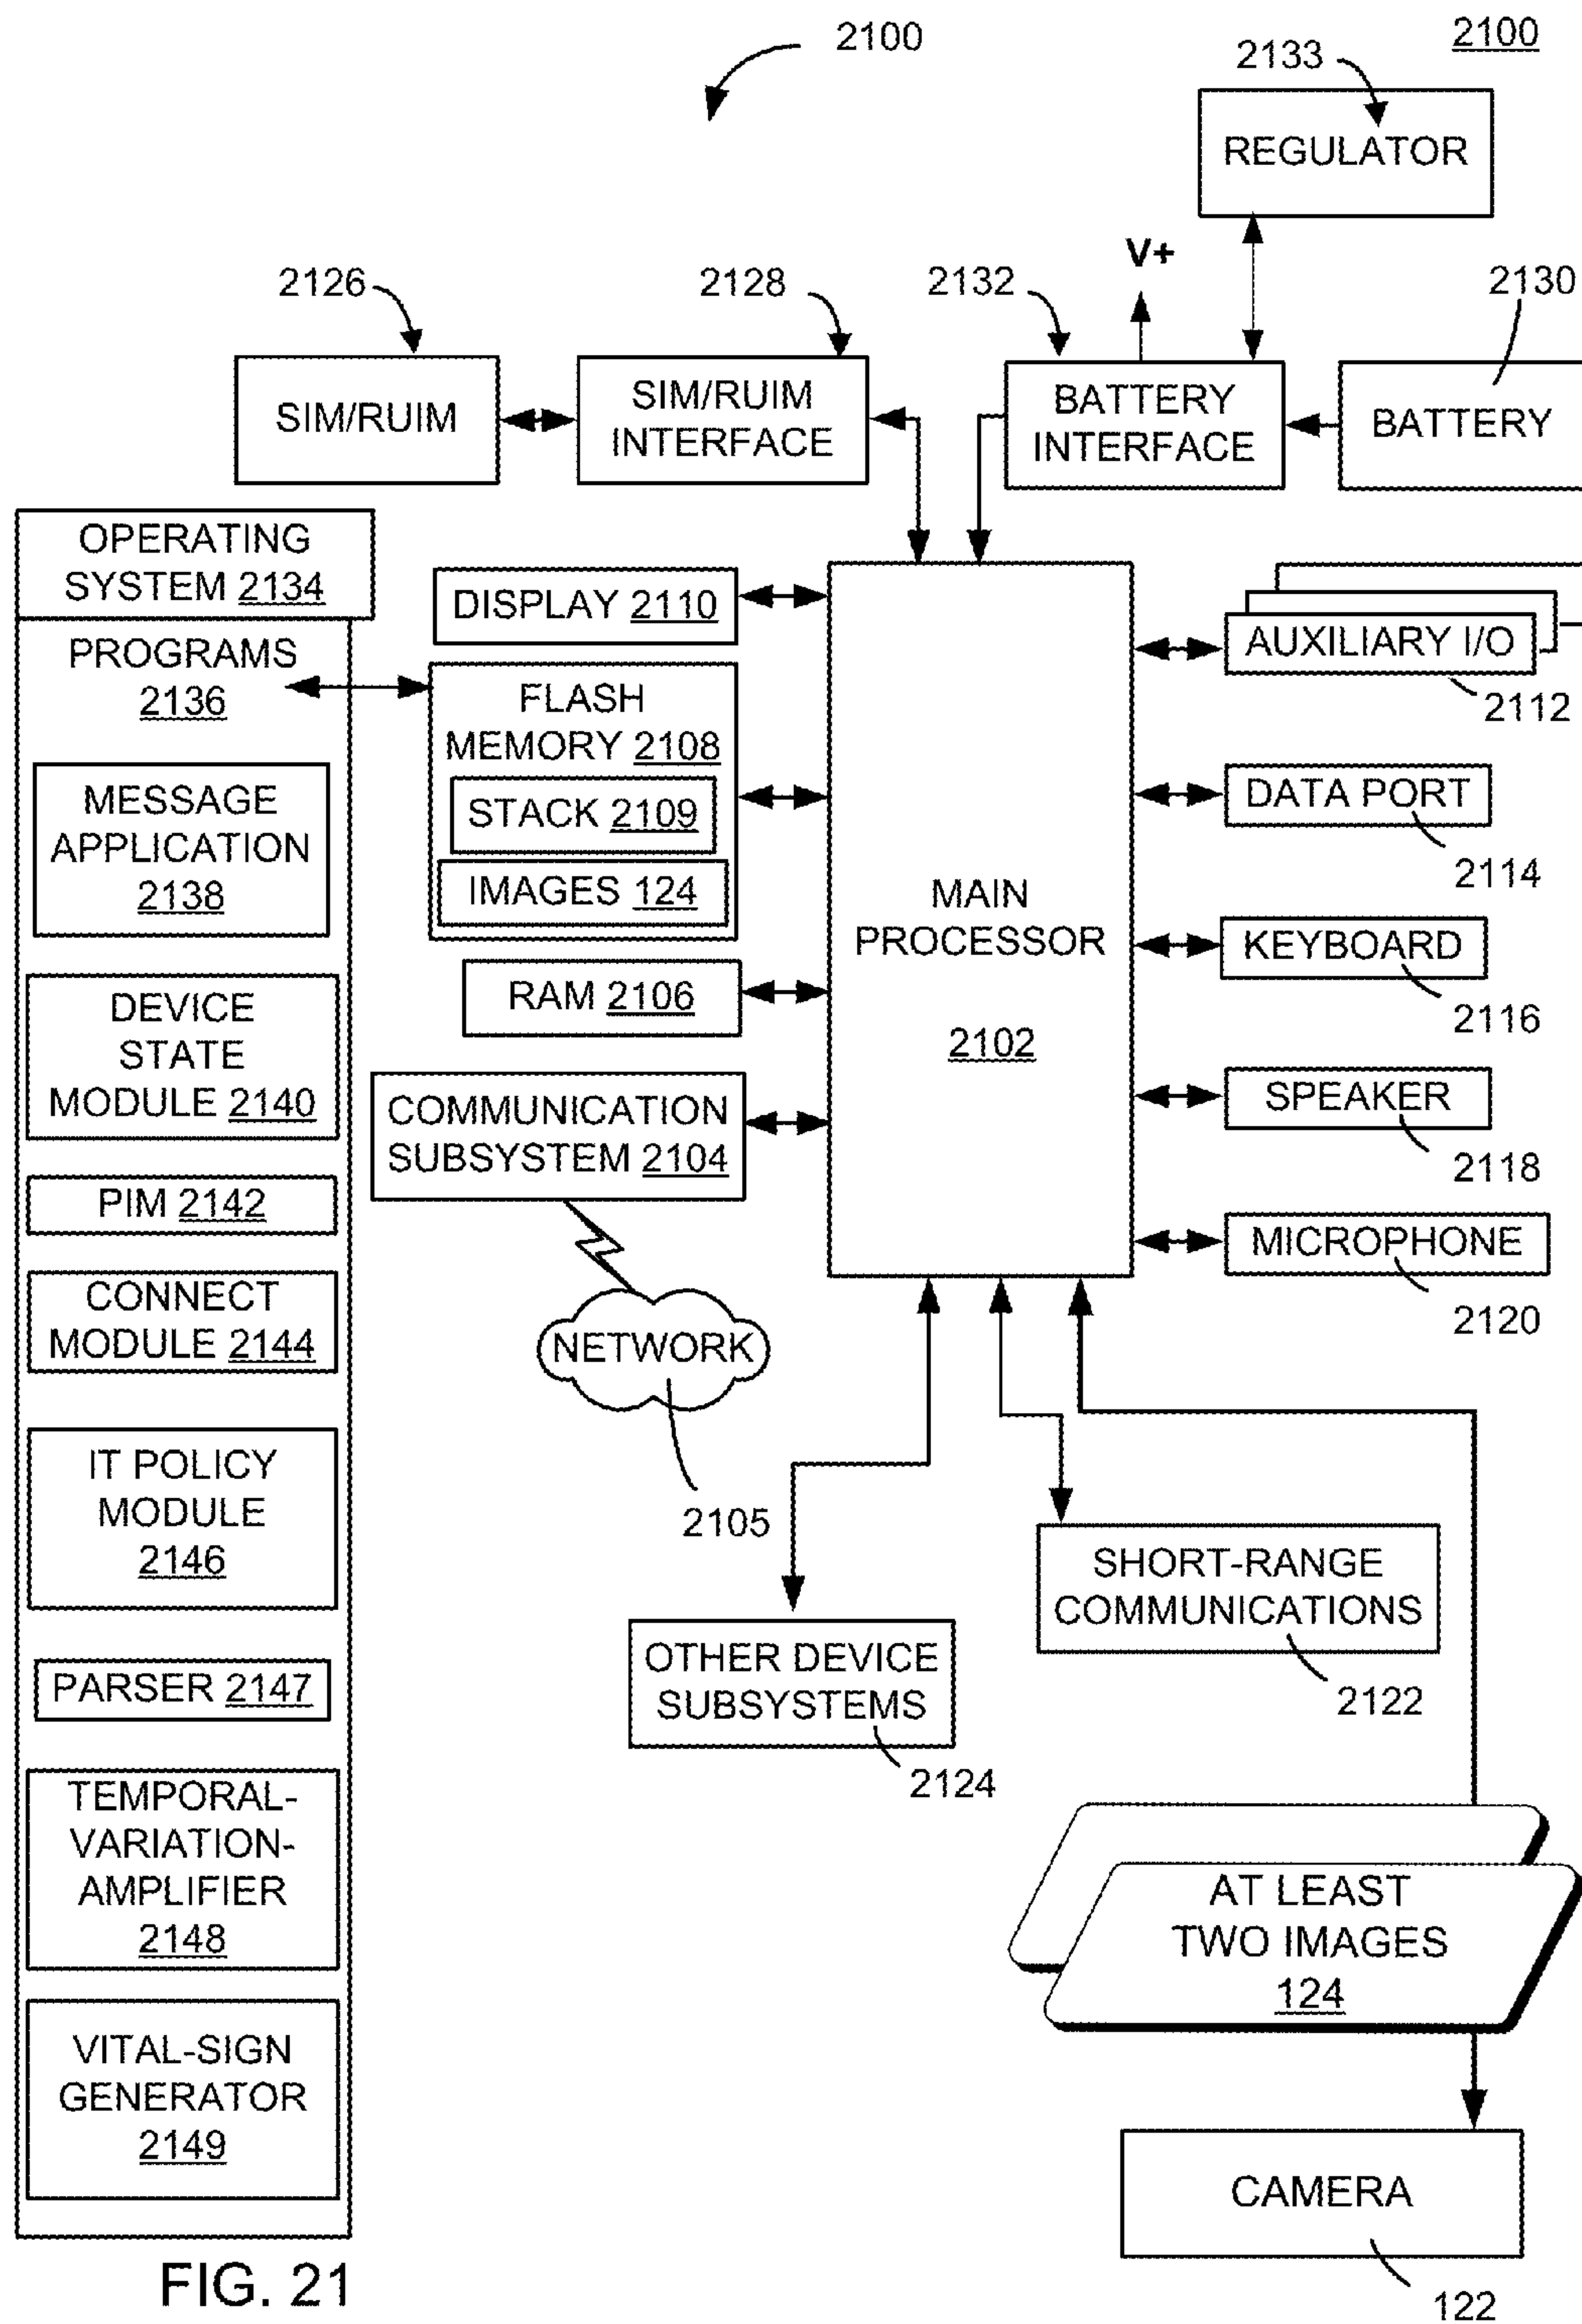 2100
2100
2133
REGULATOR
V+
2126
2128
2132
2130
SIM/RUIM
SIM/RUIM
INTERFACE
BATTERY
INTERFACE
BATTERY
OPERATING
SYSTEM 2134
PROGRAMS
2136
MESSAGE
APPLICATION
2138
DEVICE
STATE
MODULE 2140
PIM 2142
CONNECT
MODULE 2144
IT POLICY
MODULE
2146
PARSER 2147
TEMPORAL-
VARIATION-
AMPLIFIER
2148
VITAL-SIGN
GENERATOR
2149
DISPLAY 2110
FLASH
MEMORY 2108
STACK 2109
IMAGES 124
RAM 2106
COMMUNICATION
SUBSYSTEM 2104
NETWORK
2105
MAIN
PROCESSOR
2102
AUXILIARY I/O
2112
DATA PORT
2114
KEYBOARD
2116
SPEAKER
2118
MICROPHONE
2120
SHORT-RANGE
COMMUNICATIONS
2122
OTHER DEVICE
SUBSYSTEMS
2124
AT LEAST
TWO IMAGES
124
CAMERA
122
FIG. 21